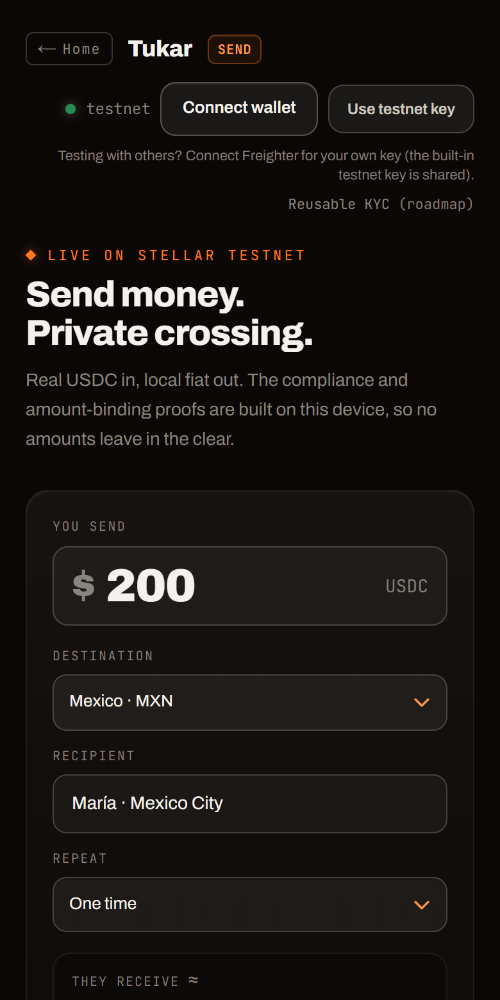 ← Home Tukar SEND
testnet Connect wallet Use testnet key
Testing with others? Connect Freighter for your own key (the built-in
testnet key is shared).
Reusable KYC (roadmap)
◆ LIVE ON STELLAR TESTNET
Send money.
Private crossing.
Real USDC in, local fiat out. The compliance and
amount-binding proofs are built on this device, so no
amounts leave in the clear.
YOU SEND
$ 200 USDC
DESTINATION
Mexico · MXN
RECIPIENT
María · Mexico City
REPEAT
One time
THEY RECEIVE ≈